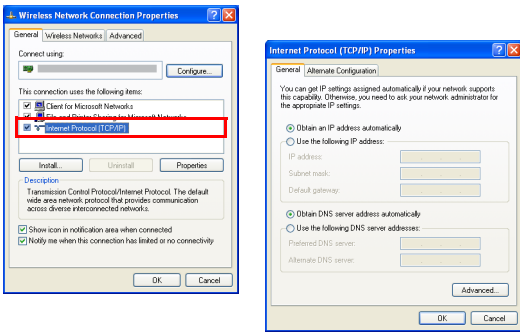 Wireless Network Connection Properties
General Wireless Networks Advanced
Connect using:
Configure...
This connection uses the following items:
Client for Microsoft Networks
File and Printer Sharing for Microsoft Networks
Internet Protocol (TCP/IP)
Install... Uninstall Properties
Description
Transmission Control Protocol/Internet Protocol. The default
wide area network protocol that provides communication
across diverse interconnected networks.
Show icon in notification area when connected
Notify me when this connection has limited or no connectivity
OK Cancel
Internet Protocol (TCP/IP) Properties
General Alternate Configuration
You can get IP settings assigned automatically if your network supports
this capability. Otherwise, you need to ask your network administrator for
the appropriate IP settings.
Obtain an IP address automatically
Use the following IP address:
IP address:
Subnet mask:
Default gateway:
Obtain DNS server address automatically
Use the following DNS server addresses:
Preferred DNS server:
Alternate DNS server:
Advanced...
OK Cancel